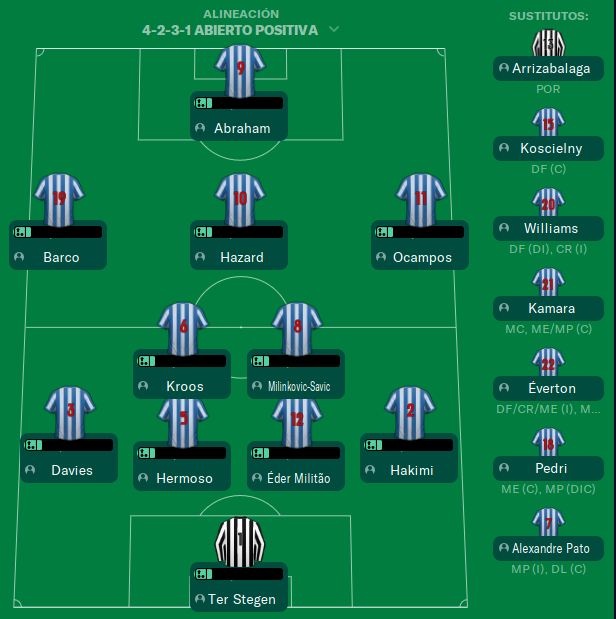 ALINEACIÓN
4-2-3-1 ABIERTO POSITIVA
9
Abraham
19
Barco
10
Hazard
11
Ocampos
6
Kroos
8
Milinkovic-Savic
3
Davies
5
Hermoso
12
Éder Militão
2
Hakimi
1
Ter Stegen
SUSTITUTOS:
Arrizabalaga
POR
15
Koscielny
DF (C)
20
Williams
DF (DI), CR (I)
21
Kamara
MC, ME/MP (C)
22
Éverton
DF/CR/ME (I), M...
16
Pedri
ME (C), MP (DIC)
7
Alexandre Pato
MP (I), DL (C)